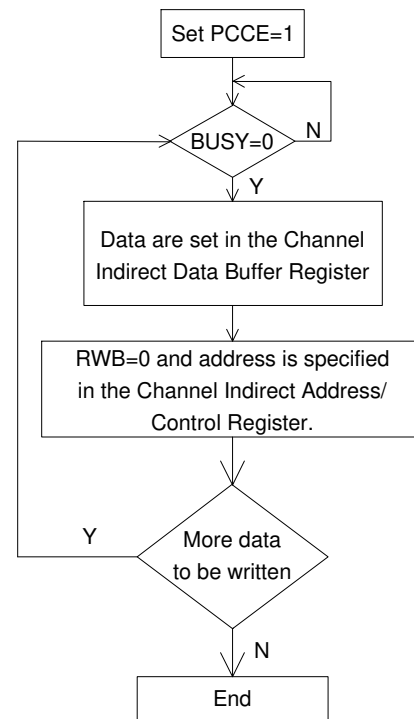 Set PCCE=1
BUSY=0
N
Y
Data are set in the Channel
Indirect Data Buffer Register
RWB=0 and address is specified
in the Channel Indirect Address/
Control Register.
Y
More data
to be written
N
End